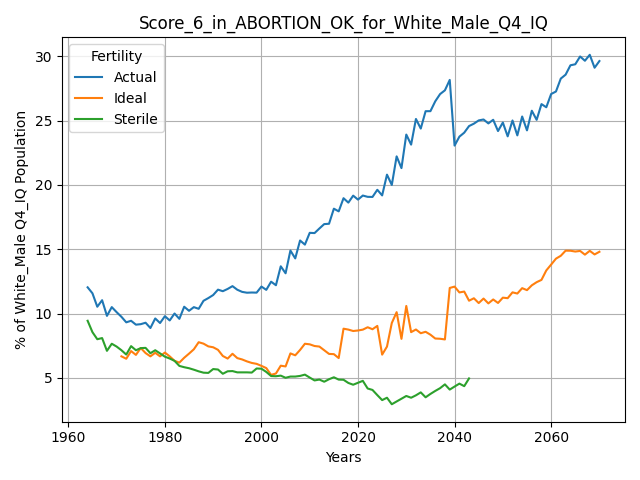 Score_6_in_ABORTION_OK_for_White_Male_Q4_IQ
Fertility
Actual
Ideal
Sterile
% of White_Male Q4_IQ Population
30
25
20
15
10
5
1960
1980
2000
2020
2040
2060
Years